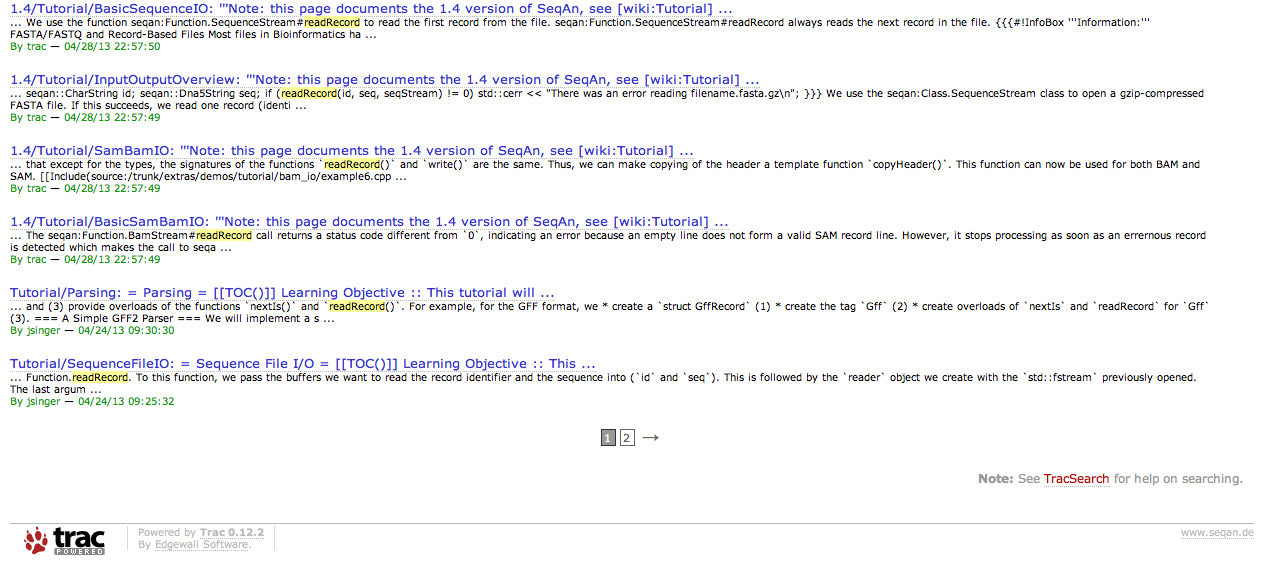 1.4/Tutorial/BasicSequenceIO: '''Note: this page documents the 1.4 version of SeqAn, see [wiki:Tutorial] ...
... We use the function seqan:Function.SequenceStream#readRecord to read the first record from the file. seqan:Function.SequenceStream#readRecord always reads the next record in the file. {{{#!InfoBox '''Information:'''
FASTA/FASTQ and Record-Based Files Most files in Bioinformatics ha ...
By trac — 04/28/13 22:57:50
1.4/Tutorial/InputOutputOverview: '''Note: this page documents the 1.4 version of SeqAn, see [wiki:Tutorial] ...
... seqan::CharString id; seqan::Dna5String seq; if (readRecord(id, seq, seqStream) != 0) std::cerr << "There was an error reading filename.fasta.gz\n"; }}} We use the seqan:Class.SequenceStream class to open a gzip-compressed
FASTA file. If this succeeds, we read one record (identi ...
By trac — 04/28/13 22:57:49
1.4/Tutorial/SamBamIO: '''Note: this page documents the 1.4 version of SeqAn, see [wiki:Tutorial] ...
... that except for the types, the signatures of the functions `readRecord()` and `write()` are the same. Thus, we can make copying of the header a template function `copyHeader()`. This function can now be used for both BAM and
SAM. [[Include(source:/trunk/extras/demos/tutorial/bam_io/example6.cpp ...
By trac — 04/28/13 22:57:49
1.4/Tutorial/BasicSamBamIO: '''Note: this page documents the 1.4 version of SeqAn, see [wiki:Tutorial] ...
... The seqan:Function.BamStream#readRecord call returns a status code different from `0`, indicating an error because an empty line does not form a valid SAM record line. However, it stops processing as soon as an errernous record
is detected which makes the call to seqa ...
By trac — 04/28/13 22:57:49
Tutorial/Parsing: = Parsing = [[TOC()]] Learning Objective :: This tutorial will ...
... and (3) provide overloads of the functions `nextIs()` and `readRecord()`. For example, for the GFF format, we * create a `struct GffRecord` (1) * create the tag `Gff` (2) * create overloads of `nextIs` and `readRecord` for `Gff`
(3). === A Simple GFF2 Parser === We will implement a s ...
By jsinger — 04/24/13 09:30:30
Tutorial/SequenceFileIO: = Sequence File I/O = [[TOC()]] Learning Objective :: This ...
... Function.readRecord. To this function, we pass the buffers we want to read the record identifier and the sequence into (`id` and `seq`). This is followed by the `reader` object we create with the `std::fstream` previously opened.
The last argum ...
By jsinger — 04/24/13 09:25:32
1 2 →
Note: See TracSearch for help on searching.
trac POWERED
Powered by Trac 0.12.2
By Edgewall Software.
www.seqan.de